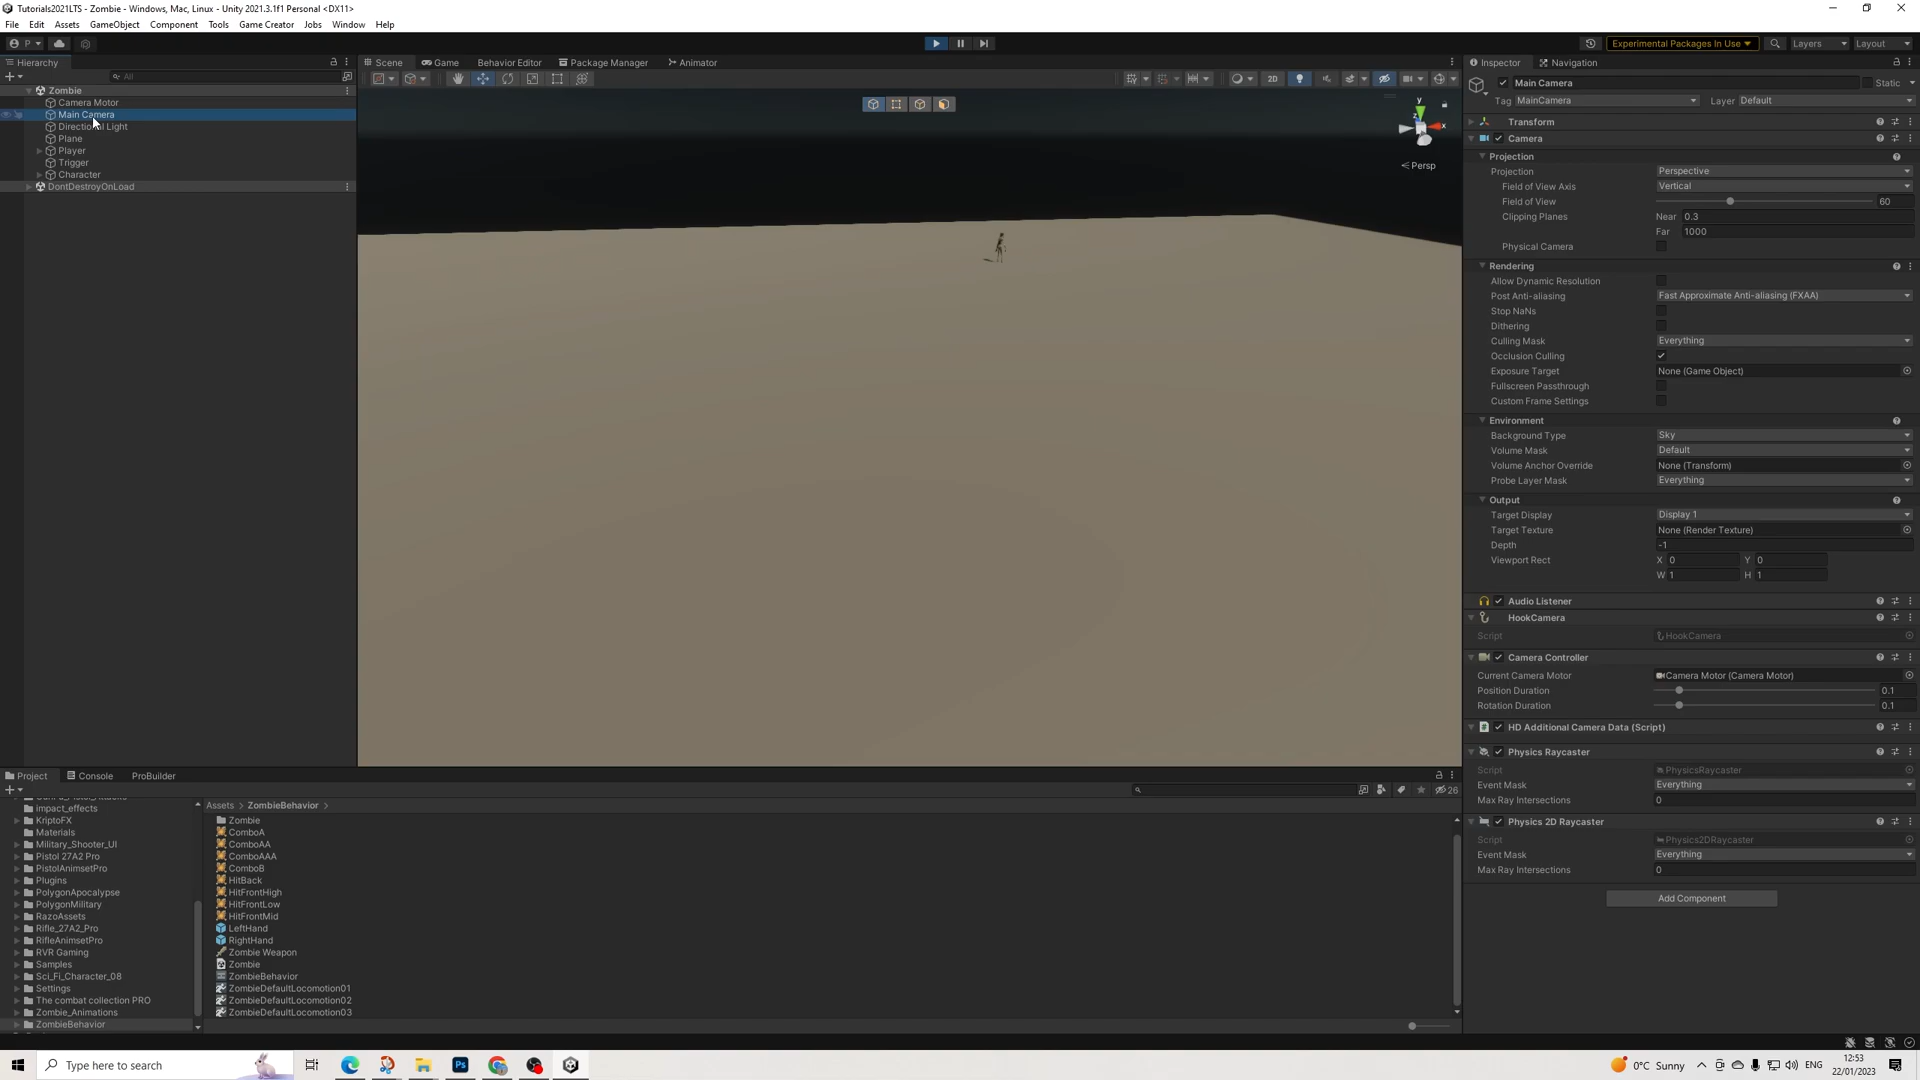 Tutorials2021LTS - Zombie - Windows, Mac, Linux - Unity 2021.3.1f1 Personal <DX11>
File Edit Assets GameObject Component Tools Game Creator Jobs Window Help
P Experimental Packages In Use Layers Layout
Hierarchy
All
Zombie
Camera Motor
Main Camera
Directional Light
Plane
Player
Trigger
Character
DontDestroyOnLoad
Scene Game Behavior Editor Package Manager Animator
2D
y
x
z
Persp
Inspector Navigation
Main Camera Static
Tag MainCamera Layer Default
Transform
Camera
Projection
Projection Perspective
Field of View Axis Vertical
Field of View 60
Clipping Planes Near 0.3
Far 1000
Physical Camera
Rendering
Allow Dynamic Resolution
Post Anti-aliasing Fast Approximate Anti-aliasing (FXAA)
Stop NaNs
Dithering
Culling Mask Everything
Occlusion Culling
Exposure Target None (Game Object)
Fullscreen Passthrough
Custom Frame Settings
Environment
Background Type Sky
Volume Mask Default
Volume Anchor Override None (Transform)
Probe Layer Mask Everything
Output
Target Display Display 1
Target Texture None (Render Texture)
Depth -1
Viewport Rect X 0 Y 0
W 1 H 1
Audio Listener
HookCamera
Script HookCamera
Camera Controller
Current Camera Motor Camera Motor (Camera Motor)
Position Duration 0.1
Rotation Duration 0.1
HD Additional Camera Data (Script)
Physics Raycaster
Script PhysicsRaycaster
Event Mask Everything
Max Ray Intersections 0
Physics 2D Raycaster
Script Physics2DRaycaster
Event Mask Everything
Max Ray Intersections 0
Add Component
Project Console ProBuilder
26
impact_effects
KriptoFX
Materials
Military_Shooter_UI
Pistol 27A2 Pro
PistolAnimsetPro
Plugins
PolygonApocalypse
PolygonMilitary
RazoAssets
Rifle_27A2_Pro
RifleAnimsetPro
RVR Gaming
Samples
Sci_Fi_Character_08
Settings
The combat collection PRO
Zombie_Animations
ZombieBehavior
Assets > ZombieBehavior >
Zombie
ComboA
ComboAA
ComboAAA
ComboB
HitBack
HitFrontHigh
HitFrontLow
HitFrontMid
LeftHand
RightHand
Zombie Weapon
Zombie
ZombieBehavior
ZombieDefaultLocomotion01
ZombieDefaultLocomotion02
ZombieDefaultLocomotion03
Type here to search
Ps
0°C Sunny
ENG
12:53
22/01/2023